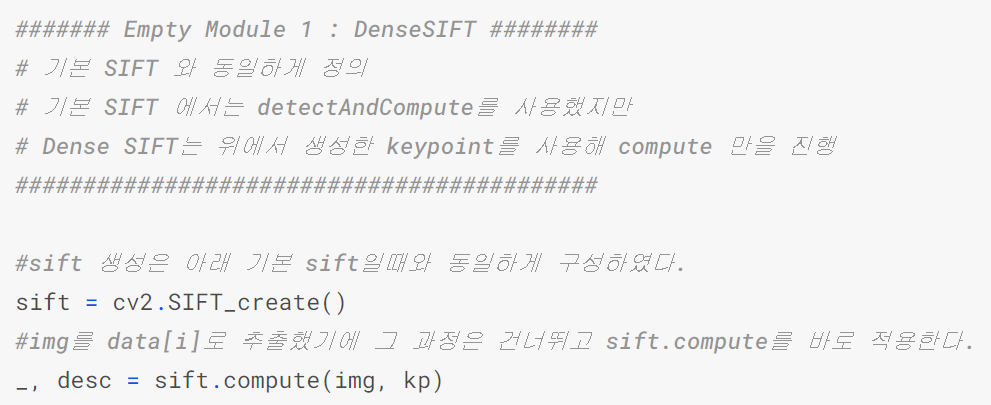 ####### Empty Module 1 : DenseSIFT ########
# 기본 SIFT 와 동일하게 정의
# 기본 SIFT 에서는 detectAndCompute를 사용했지만
# Dense SIFT는 위에서 생성한 keypoint를 사용해 compute 만을 진행
###########################################
#sift 생성은 아래 기본 sift일때와 동일하게 구성하였다.
sift = cv2.SIFT_create()
#img를 data[i]로 추출했기에 그 과정은 건너뛰고 sift.compute를 바로 적용한다.
_, desc = sift.compute(img, kp)